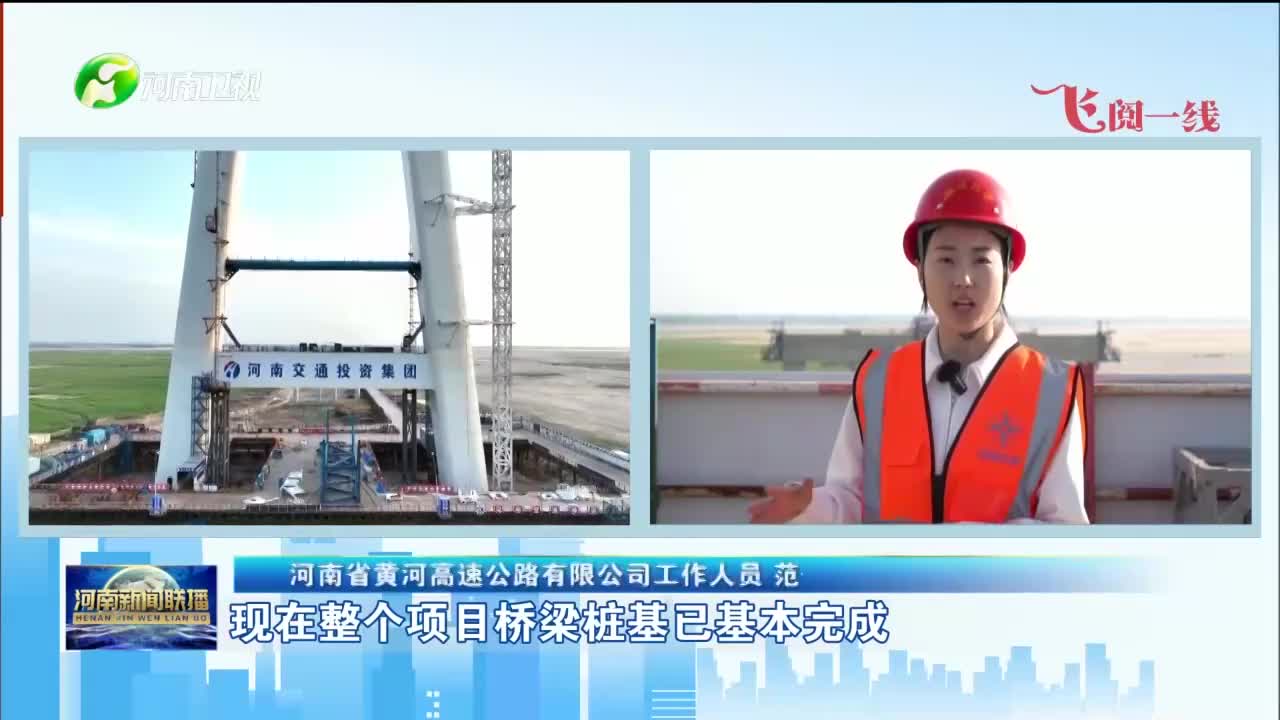 河南卫视
飞阅一线
河南交通投资集团
河南省黄河高速公路有限公司工作人员 范
河南新闻联播
HENAN XIN WEN LIAN BO
现在整个项目桥梁桩基已基本完成